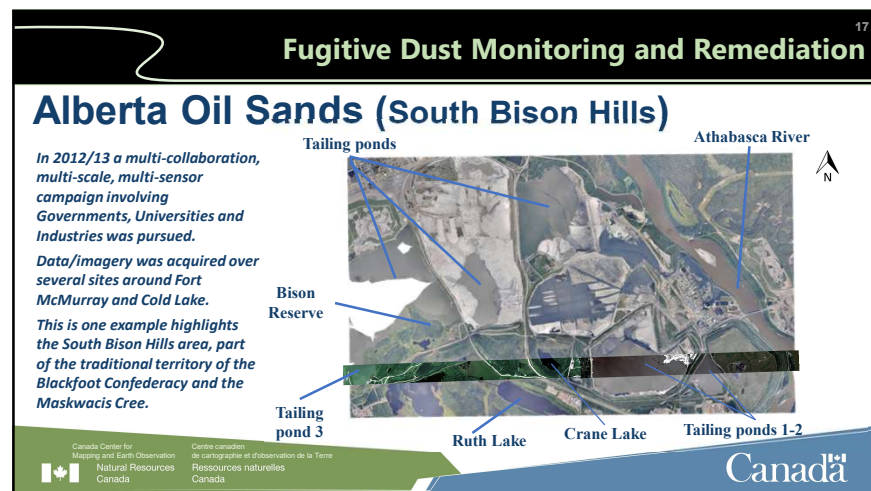 17
Fugitive Dust Monitoring and Remediation
Alberta Oil Sands (South Bison Hills)
In 2012/13 a multi-collaboration,
multi-scale, multi-sensor
campaign involving
Governments, Universities and
Industries was pursued.
Data/imagery was acquired over
several sites around Fort
McMurray and Cold Lake.
This is one example highlights
the South Bison Hills area, part
of the traditional territory of the
Blackfoot Confederacy and the
Maskwacis Cree.
Tailing ponds
Athabasca River
N
Bison
Reserve
Tailing
pond 3
Ruth Lake
Crane Lake
Tailing ponds 1-2
Canada Center for
Mapping and Earth Observation
Centre canadien
de cartographie et d'observation de la Terre
Natural Resources
Canada
Ressources naturelles
Canada
Canada